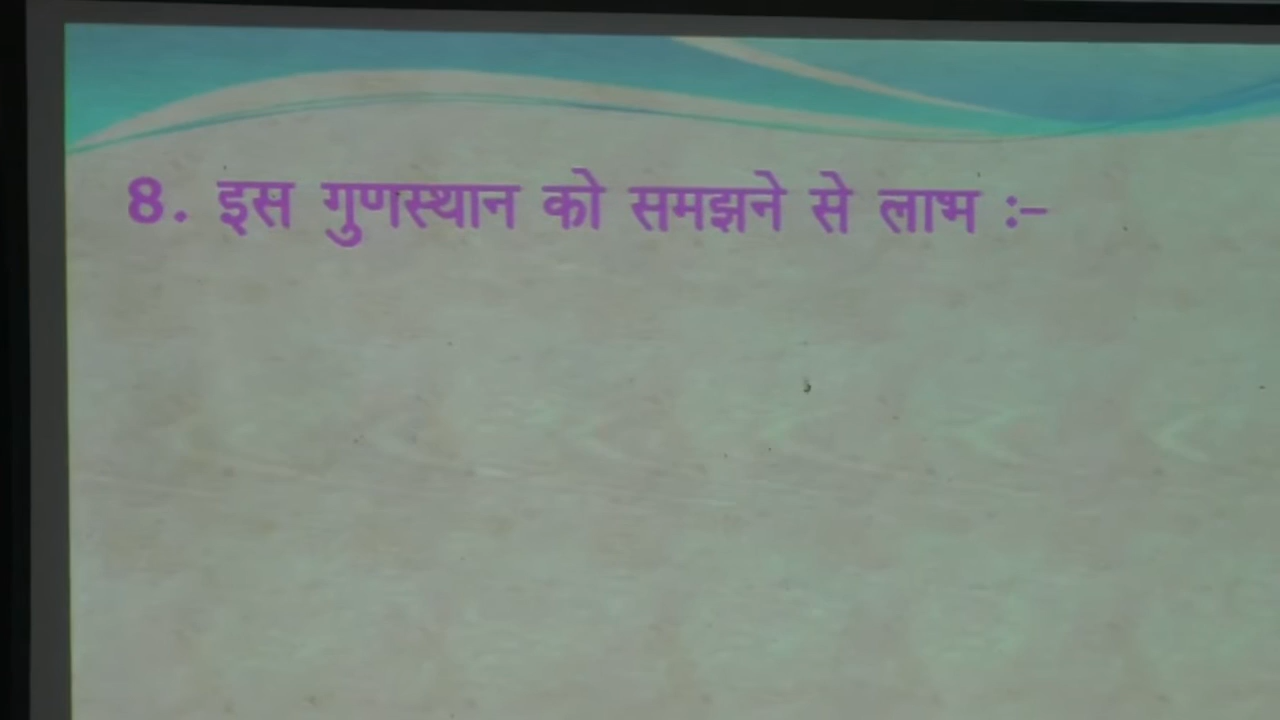 8. इस गुणस्थान को समझने से लाभ :–